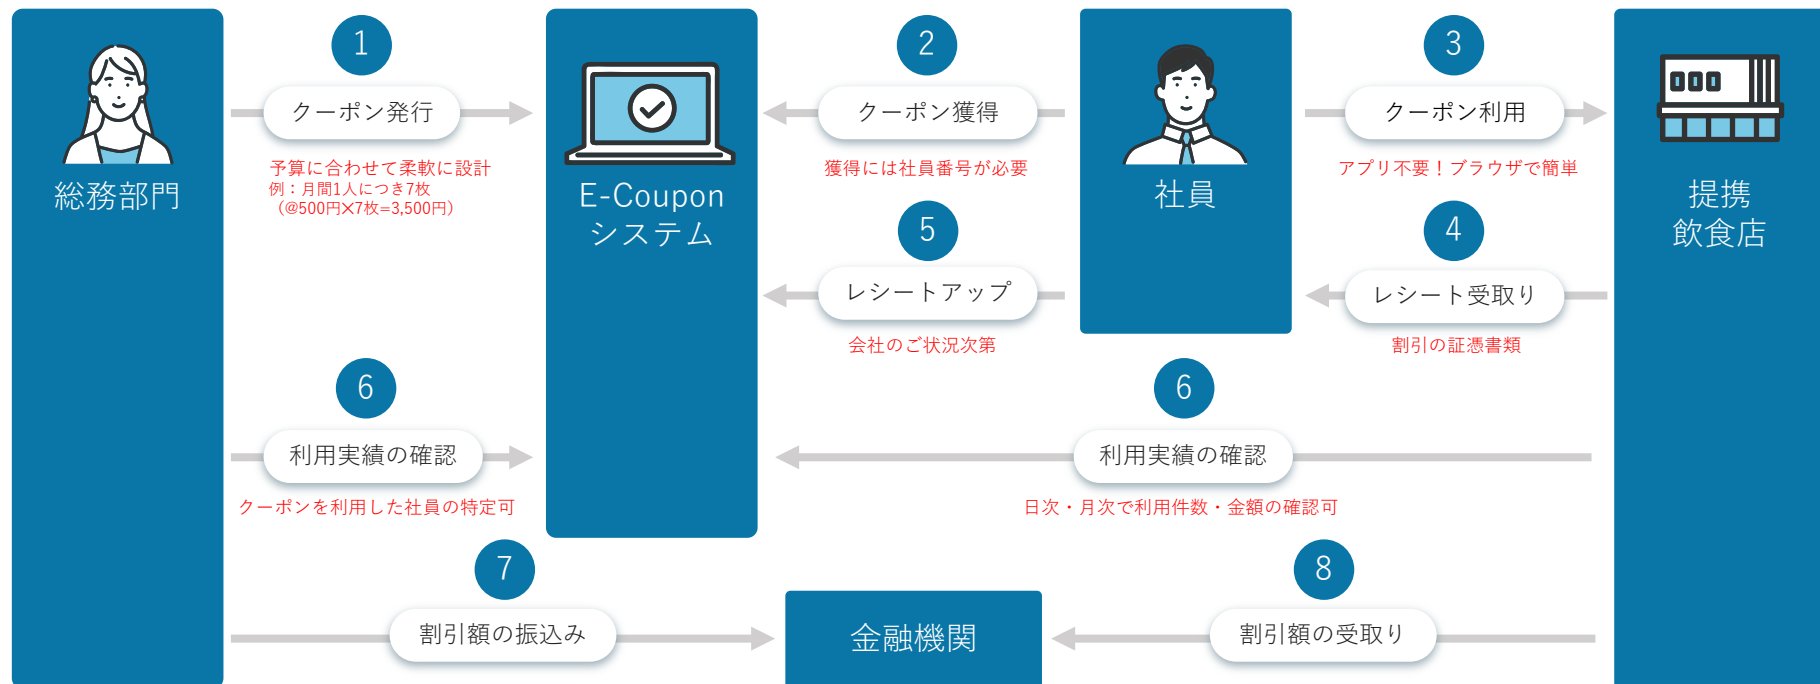 1
クーポン発行
予算に合わせて柔軟に設計
例：月間1人につき7枚
（@500円×7枚=3,500円）
総務部門
E-Coupon
システム
2
クーポン獲得
獲得には社員番号が必要
社員
3
クーポン利用
アプリ不要！ブラウザで簡単
提携
飲食店
5
レシートアップ
会社のご状況次第
4
レシート受取り
割引の証憑書類
6
利用実績の確認
クーポンを利用した社員の特定可
6
利用実績の確認
日次・月次で利用件数・金額の確認可
7
割引額の振込み
金融機関
8
割引額の受取り